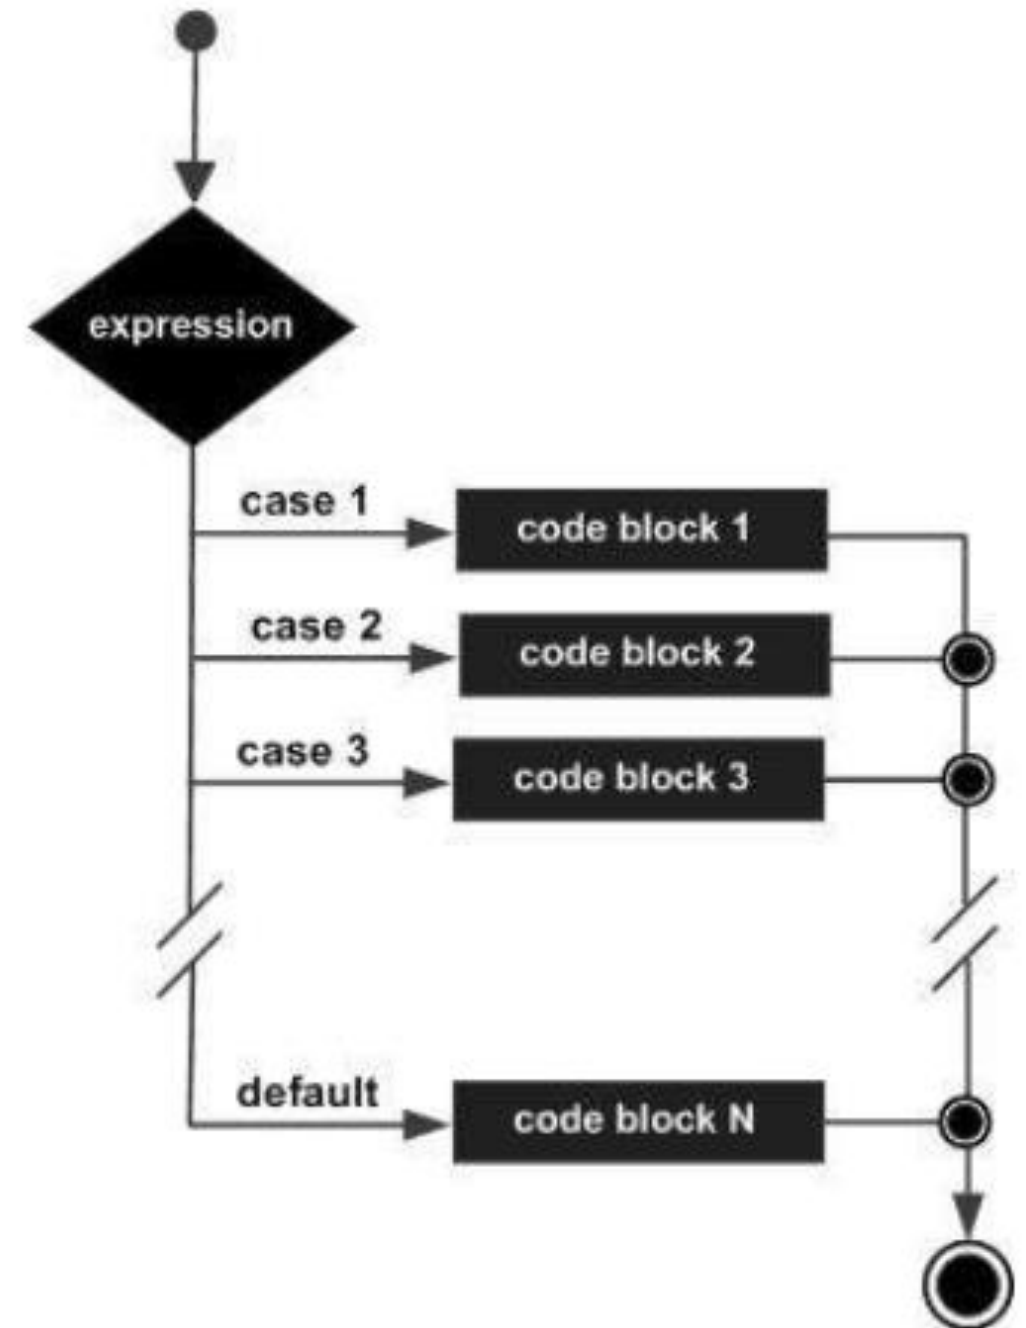 expression
case 1
code block 1
case 2
code block 2
case 3
code block 3
default
code block N